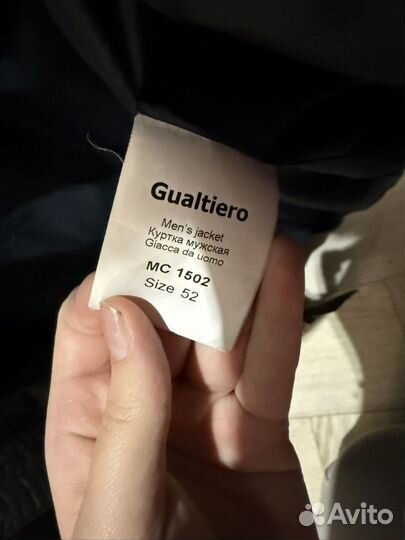 Gualtiero
Men's jacket
Куртка мужская
Giacca da uomo
MC 1502
Size 52
Avito